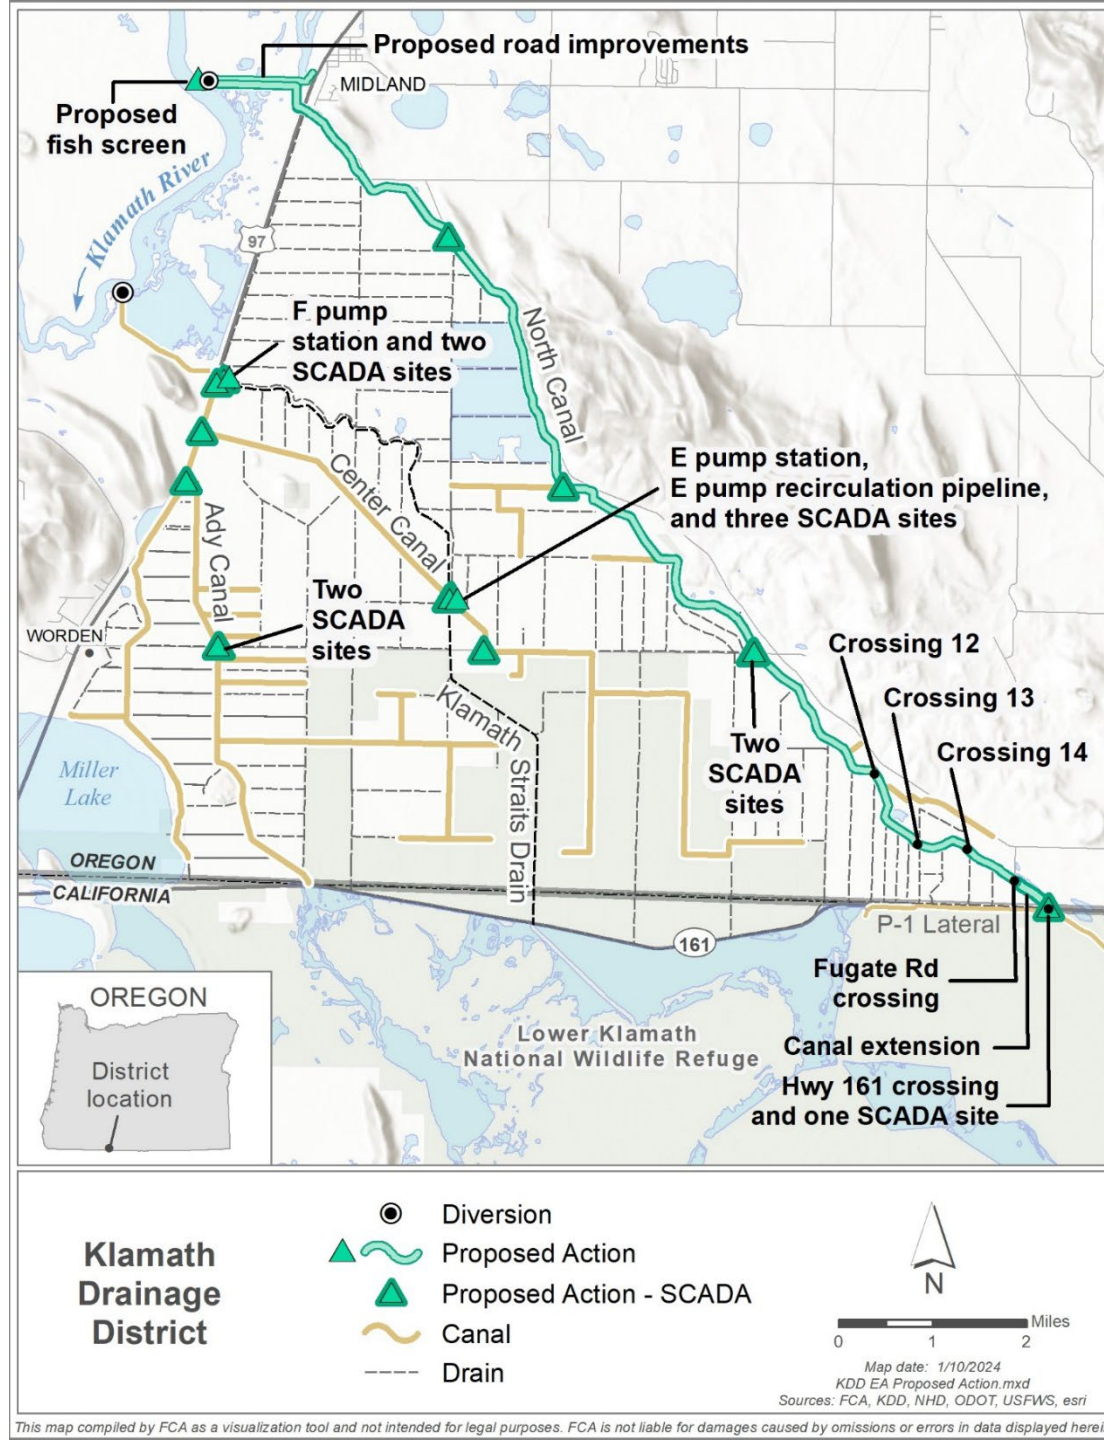 Proposed road improvements
MIDLAND
Proposed
fish screen
Klamath River
97
F pump
station and two
SCADA sites
North Canal
E pump station,
E pump recirculation pipeline,
and three SCADA sites
Center Canal
Ady Canal
Two
SCADA
sites
WORDEN
Crossing 12
Crossing 13
Crossing 14
Klamath
Straits Drain
Two
SCADA
sites
Miller
Lake
OREGON
CALIFORNIA
P-1 Lateral
161
Fugate Rd
crossing
Lower Klamath
National Wildlife Refuge
Canal extension
Hwy 161 crossing
and one SCADA site
OREGON
District
location
Klamath
Drainage
District
Diversion
Proposed Action
Proposed Action - SCADA
Canal
Drain
N
Miles
0 1 2
Map date: 1/10/2024
KDD EA Proposed Action.mxd
Sources: FCA, KDD, NHD, ODOT, USFWS, esri
This map compiled by FCA as a visualization tool and not intended for legal purposes. FCA is not liable for damages caused by omissions or errors in data displayed herei